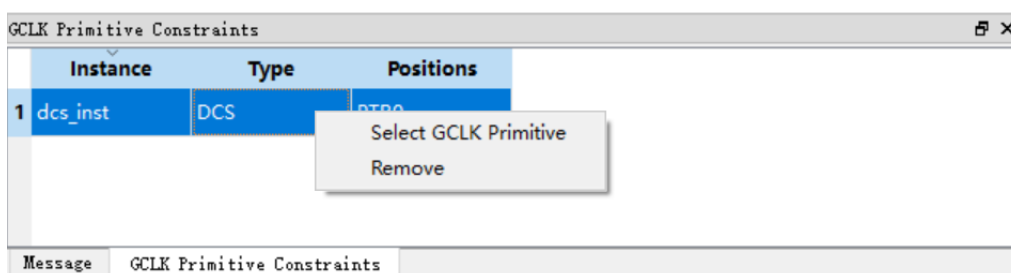 GCLK Primitive Constraints
Instance Type Positions
1 dcs_inst DCS
Select GCLK Primitive
Remove
Message GCLK Primitive Constraints